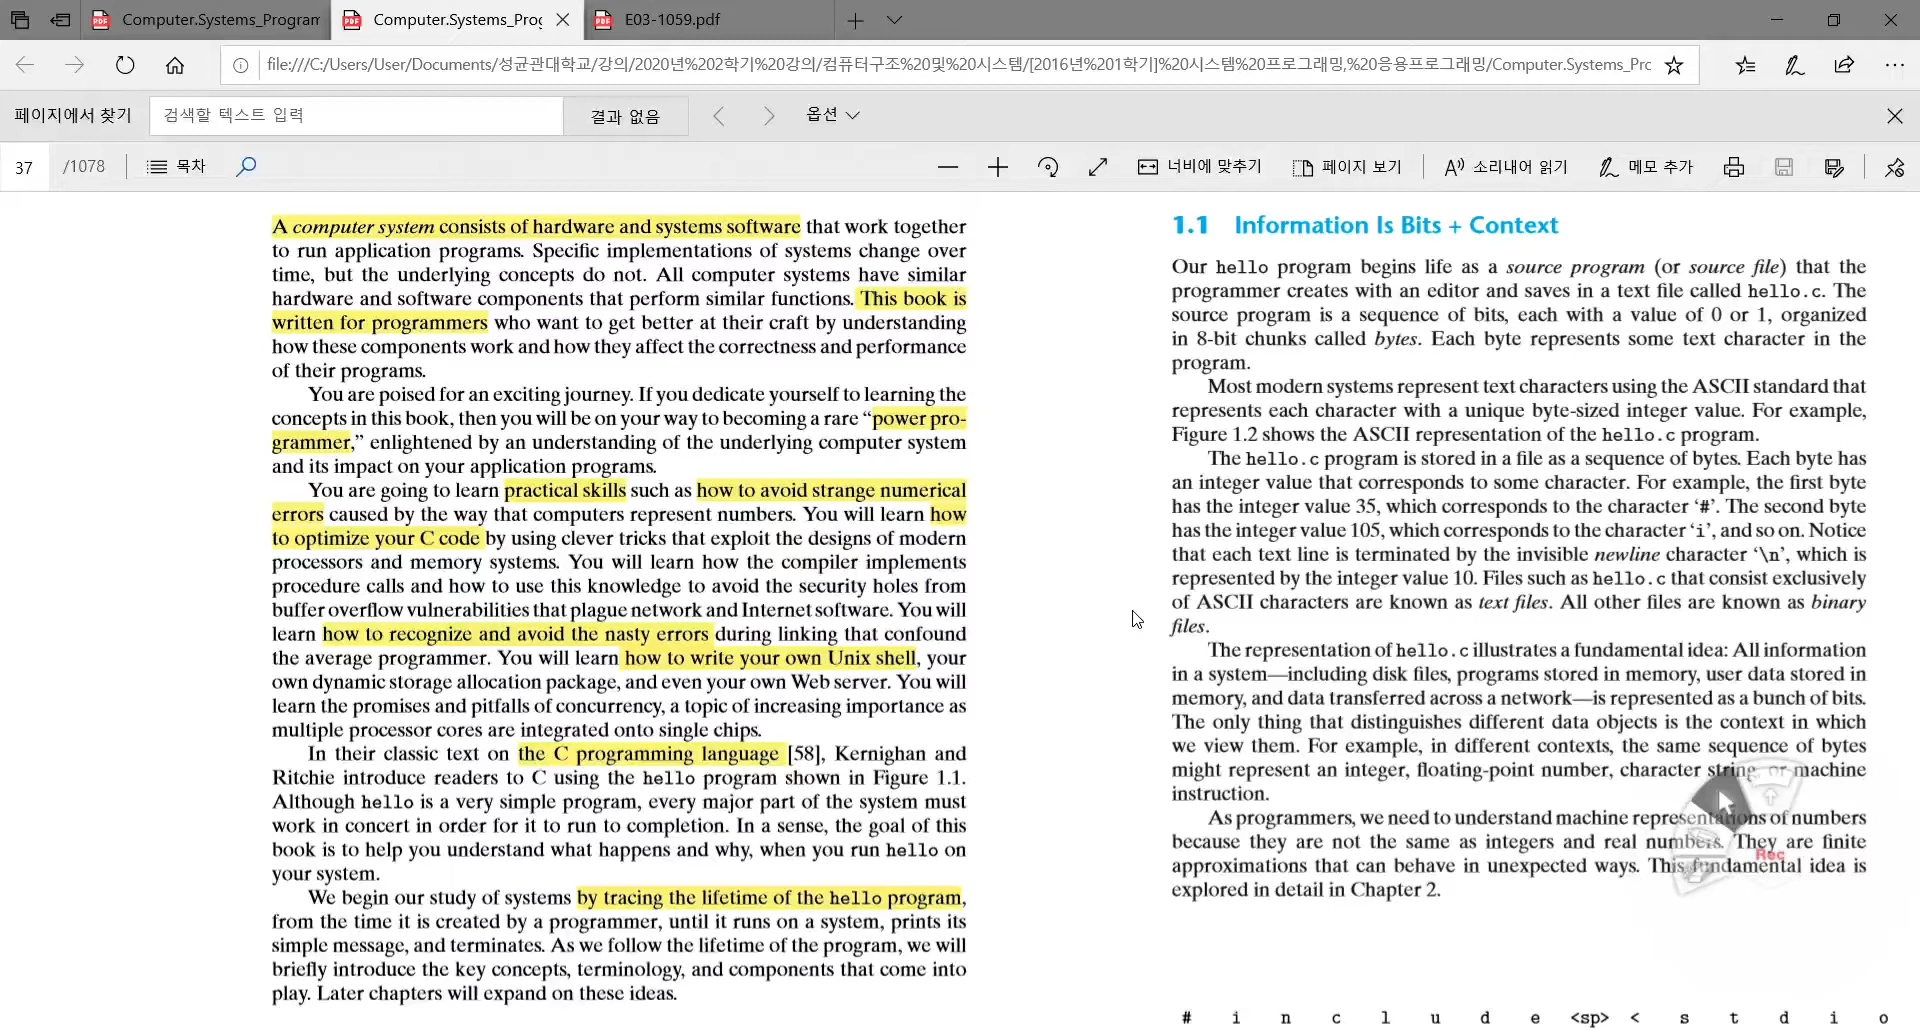 Computer.Systems_Program
Computer.Systems_Prog
E03-1059.pdf
file:///C:/Users/User/Documents/성균관대학교/강의/2020년%202학기%20강의/컴퓨터구조%20및%20시스템/[2016년%201학기]%20시스템%20프로그래밍,%20응용프로그래밍/Computer.Systems_Prc
페이지에서 찾기
검색할 텍스트 입력
결과 없음
옵션
37 /1078
목차
너비에 맞추기
페이지 보기
소리내어 읽기
메모 추가
A computer system consists of hardware and systems software that work together
to run application programs. Specific implementations of systems change over
time, but the underlying concepts do not. All computer systems have similar
hardware and software components that perform similar functions. This book is
written for programmers who want to get better at their craft by understanding
how these components work and how they affect the correctness and performance
of their programs.
You are poised for an exciting journey. If you dedicate yourself to learning the
concepts in this book, then you will be on your way to becoming a rare “power pro-
grammer,” enlightened by an understanding of the underlying computer system
and its impact on your application programs.
You are going to learn practical skills such as how to avoid strange numerical
errors caused by the way that computers represent numbers. You will learn how
to optimize your C code by using clever tricks that exploit the designs of modern
processors and memory systems. You will learn how the compiler implements
procedure calls and how to use this knowledge to avoid the security holes from
buffer overflow vulnerabilities that plague network and Internet software. You will
learn how to recognize and avoid the nasty errors during linking that confound
the average programmer. You will learn how to write your own Unix shell, your
own dynamic storage allocation package, and even your own Web server. You will
learn the promises and pitfalls of concurrency, a topic of increasing importance as
multiple processor cores are integrated onto single chips.
In their classic text on the C programming language [58], Kernighan and
Ritchie introduce readers to C using the hello program shown in Figure 1.1.
Although hello is a very simple program, every major part of the system must
work in concert in order for it to run to completion. In a sense, the goal of this
book is to help you understand what happens and why, when you run hello on
your system.
We begin our study of systems by tracing the lifetime of the hello program,
from the time it is created by a programmer, until it runs on a system, prints its
simple message, and terminates. As we follow the lifetime of the program, we will
briefly introduce the key concepts, terminology, and components that come into
play. Later chapters will expand on these ideas.
1.1 Information Is Bits + Context
Our hello program begins life as a source program (or source file) that the
programmer creates with an editor and saves in a text file called hello.c. The
source program is a sequence of bits, each with a value of 0 or 1, organized
in 8-bit chunks called bytes. Each byte represents some text character in the
program.
Most modern systems represent text characters using the ASCII standard that
represents each character with a unique byte-sized integer value. For example,
Figure 1.2 shows the ASCII representation of the hello.c program.
The hello.c program is stored in a file as a sequence of bytes. Each byte has
an integer value that corresponds to some character. For example, the first byte
has the integer value 35, which corresponds to the character ‘#’. The second byte
has the integer value 105, which corresponds to the character ‘i’, and so on. Notice
that each text line is terminated by the invisible newline character ‘\n’, which is
represented by the integer value 10. Files such as hello.c that consist exclusively
of ASCII characters are known as text files. All other files are known as binary
files.
The representation of hello.c illustrates a fundamental idea: All information
in a system—including disk files, programs stored in memory, user data stored in
memory, and data transferred across a network—is represented as a bunch of bits.
The only thing that distinguishes different data objects is the context in which
we view them. For example, in different contexts, the same sequence of bytes
might represent an integer, floating-point number, character string, or machine
instruction.
As programmers, we need to understand machine representations of numbers
because they are not the same as integers and real numbers. They are finite
approximations that can behave in unexpected ways. This fundamental idea is
explored in detail in Chapter 2.
Rec
# i n c l u d e <sp> < s t d i o